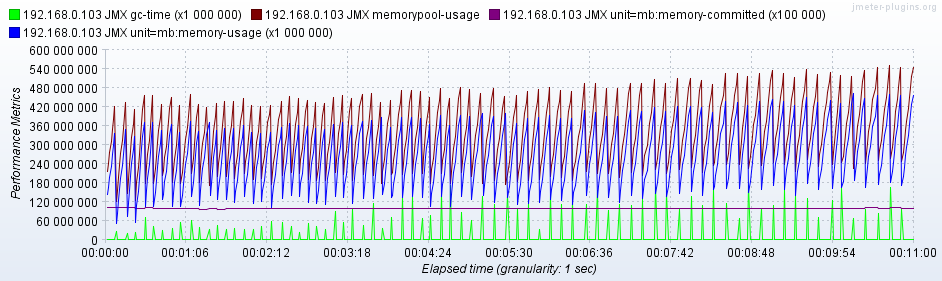 192.168.0.103 JMX gc-time (x1 000 000) 192.168.0.103 JMX memorypool-usage 192.168.0.103 JMX unit=mb:memory-committed (x100 000) jmeter-plugins.org
192.168.0.103 JMX unit=mb:memory-usage (x1 000 000)
600 000 000
540 000 000
480 000 000
420 000 000
360 000 000
300 000 000
240 000 000
180 000 000
120 000 000
60 000 000
0
Performance Metrics
00:00:00 00:01:06 00:02:12 00:03:18 00:04:24 00:05:30 00:06:36 00:07:42 00:08:48 00:09:54 00:11:00
Elapsed time (granularity: 1 sec)